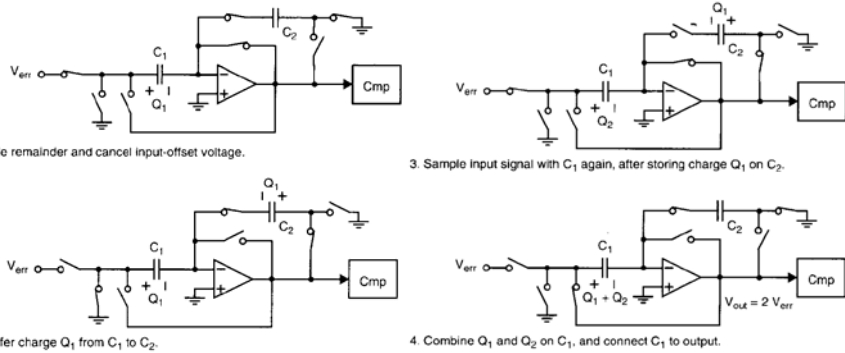 C₂
C₁
Verr
+ Q₁ −
− +
Cmp
e remainder and cancel input-offset voltage.
Q₁
− +
C₂
C₁
Verr
+ −
Q₁
− +
Cmp
fer charge Q₁ from C₁ to C₂.
Q₁
− +
C₂
C₁
Verr
+ −
Q₂
− +
Cmp
3. Sample input signal with C₁ again, after storing charge Q₁ on C₂.
C₂
C₁
Verr
+ −
Q₁ + Q₂
− +
Cmp
Vout = 2 Verr
4. Combine Q₁ and Q₂ on C₁, and connect C₁ to output.